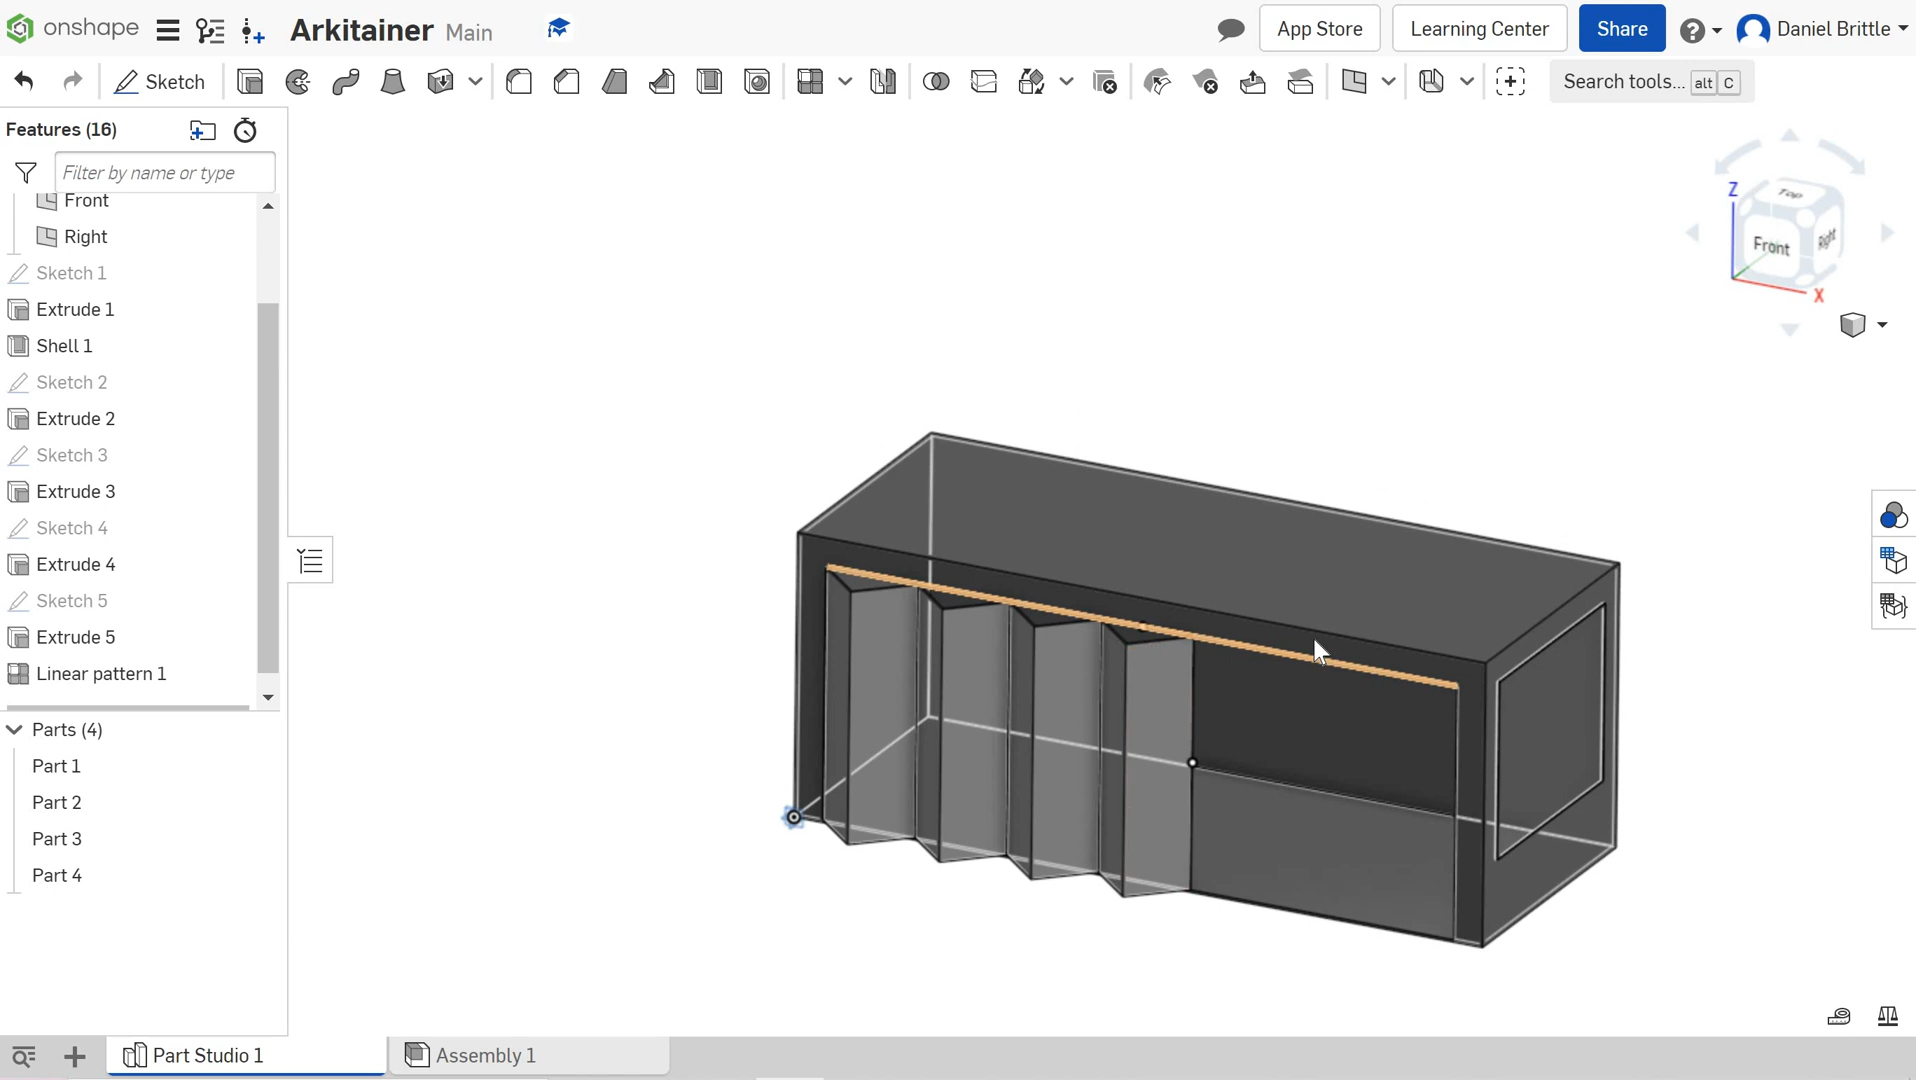 onshape
Arkitainer Main
App Store
Learning Center
Share
Daniel Brittle
Sketch
Search tools... alt C
Features (16)
Filter by name or type
Front
Right
Sketch 1
Extrude 1
Shell 1
Sketch 2
Extrude 2
Sketch 3
Extrude 3
Sketch 4
Extrude 4
Sketch 5
Extrude 5
Linear pattern 1
Parts (4)
Part 1
Part 2
Part 3
Part 4
Z
Top
Front
Right
X
Part Studio 1
Assembly 1